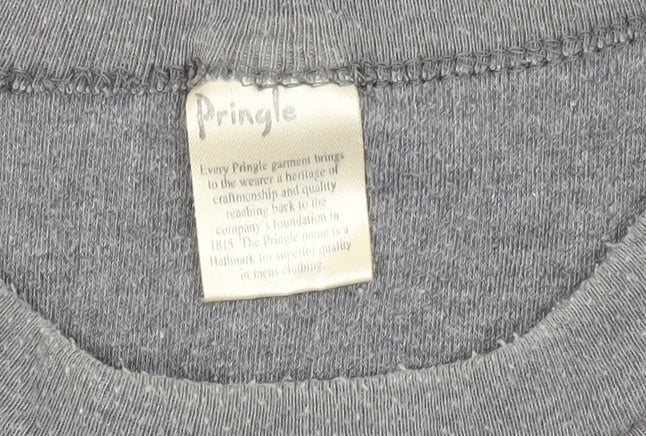 Pringle
Every Pringle garment brings
to the wearer a heritage of
craftmanship and quality
reaching back to the
company's foundation in
1815. The Pringle name is a
Hallmark for superior quality
in mens clothing.